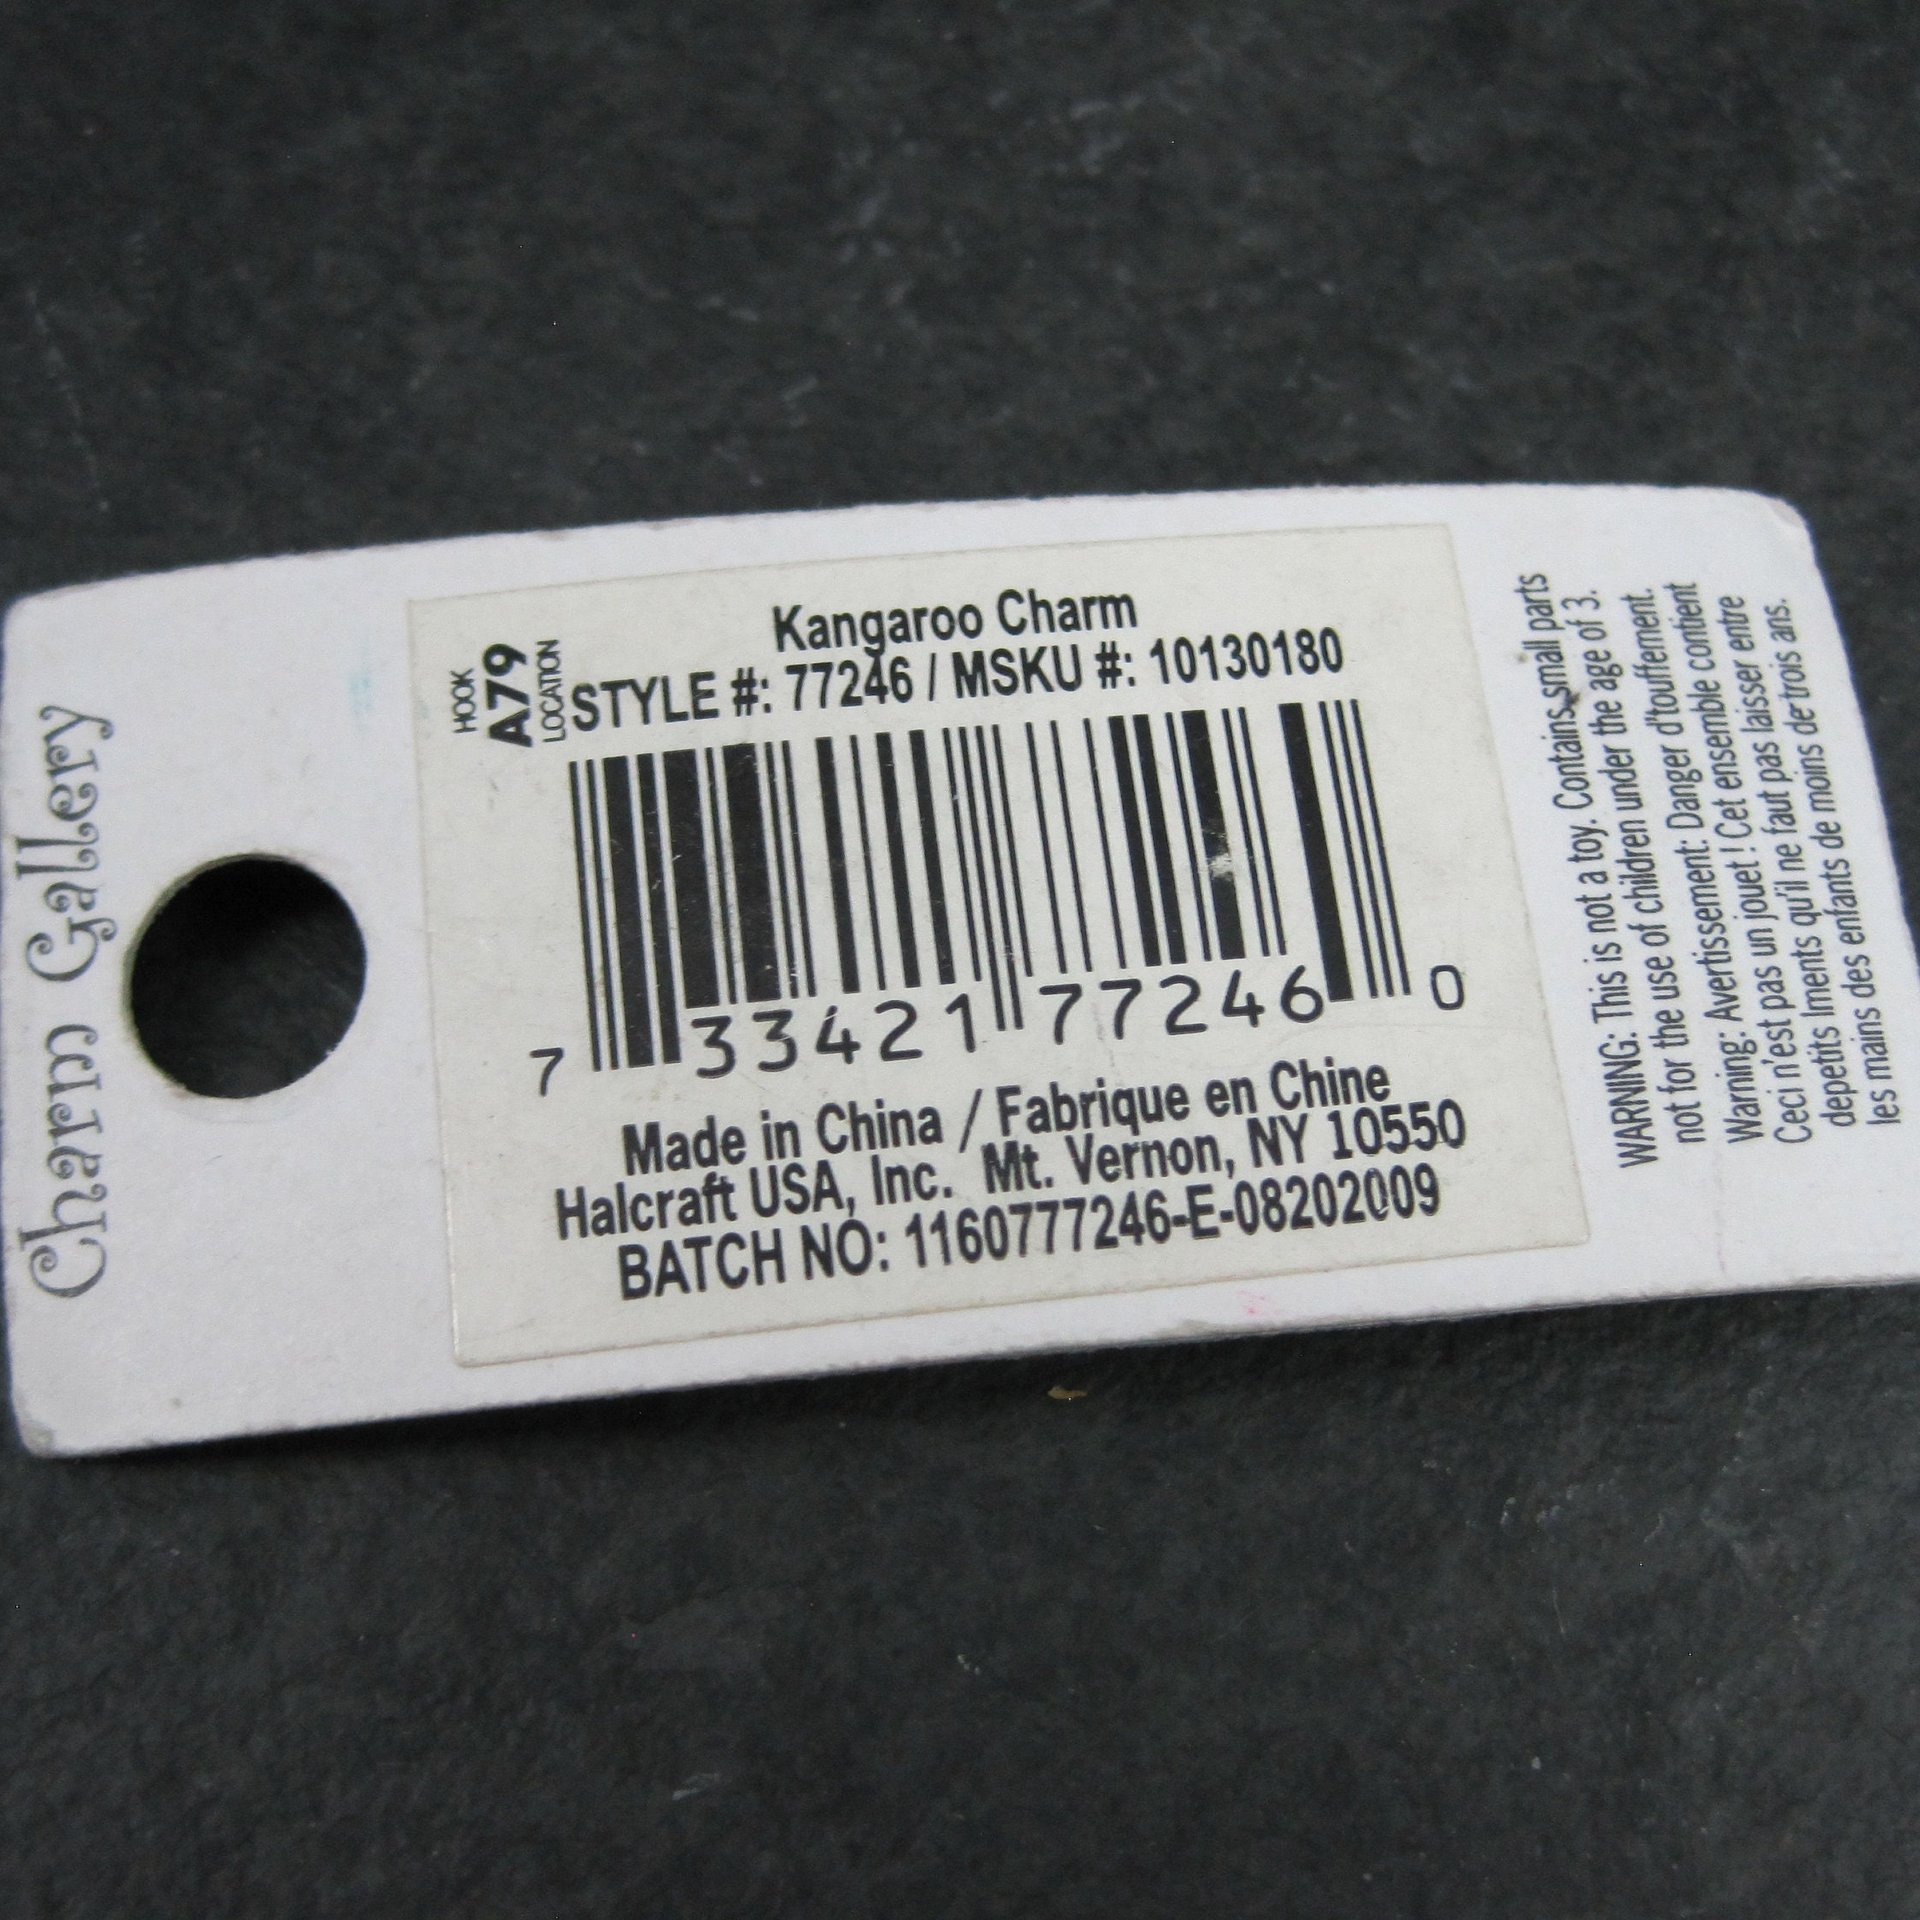 Charm Gallery
HOOK
A79
LOCATION
Kangaroo Charm
STYLE #: 77246 / MSKU #: 10130180
7 33421 77246 0
Made in China / Fabrique en Chine
Halcraft USA, Inc. Mt. Vernon, NY 10550
BATCH NO: 1160777246-E-08202009
WARNING: This is not a toy. Contains small parts
not for the use of children under the age of 3.
Warning: Avertissement: Danger d'touffement.
Ceci n'est pas un jouet ! Cet ensemble contient
depetits lments qu'il ne faut pas laisser entre
les mains des enfants de moins de trois ans.